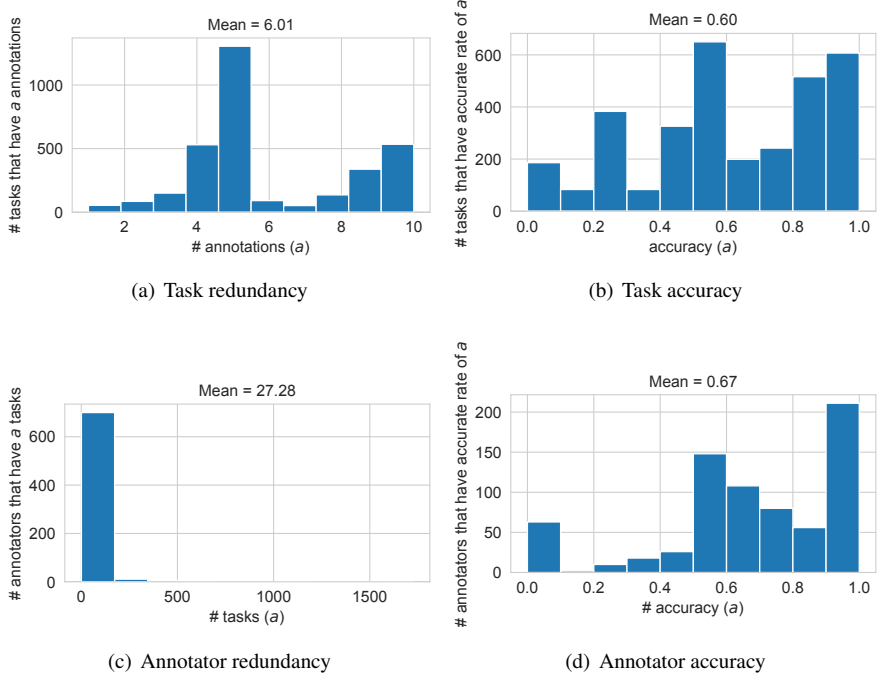 Mean = 6.01
# tasks that have a annotations
1000
500
0
2 4 6 8 10
# annotations (a)
(a) Task redundancy
Mean = 0.60
# tasks that have accurate rate of a
600
400
200
0
0.0 0.2 0.4 0.6 0.8 1.0
accuracy (a)
(b) Task accuracy
Mean = 27.28
# annotators that have a tasks
600
400
200
0
0 500 1000 1500
# tasks (a)
(c) Annotator redundancy
Mean = 0.67
# annotators that have accurate rate of a
200
150
100
50
0
0.0 0.2 0.4 0.6 0.8 1.0
# accuracy (a)
(d) Annotator accuracy